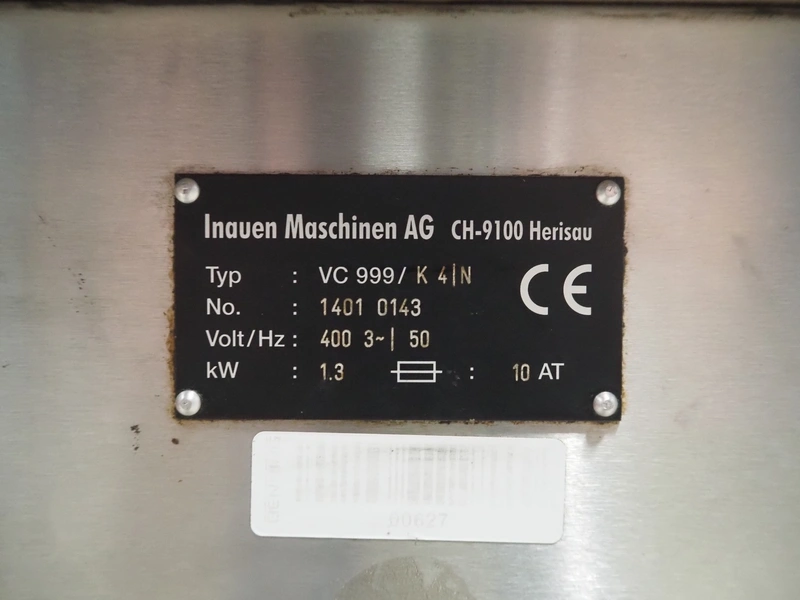 Inauen Maschinen AG CH-9100 Herisau
Typ : VC 999/ K 4|N
No. : 1401 0143
Volt/Hz : 400 3~| 50
kW : 1.3 : 10 AT
CE
00627